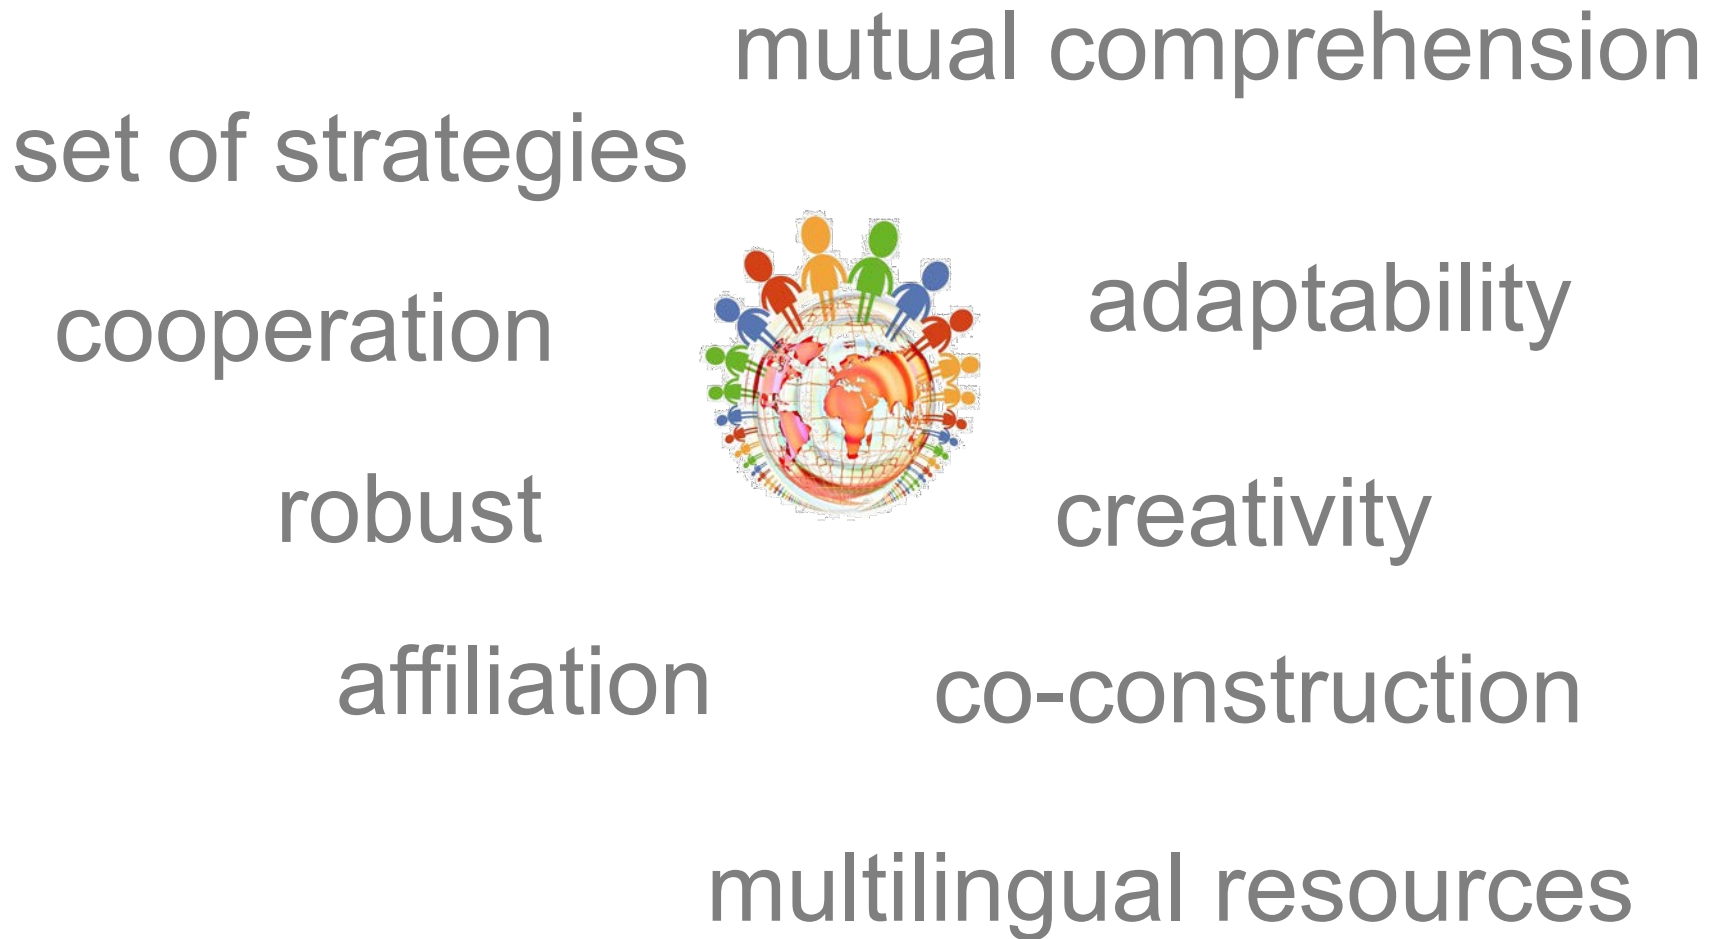 mutual comprehension
set of strategies
adaptability
cooperation
robust
creativity
affiliation
co-construction
multilingual resources